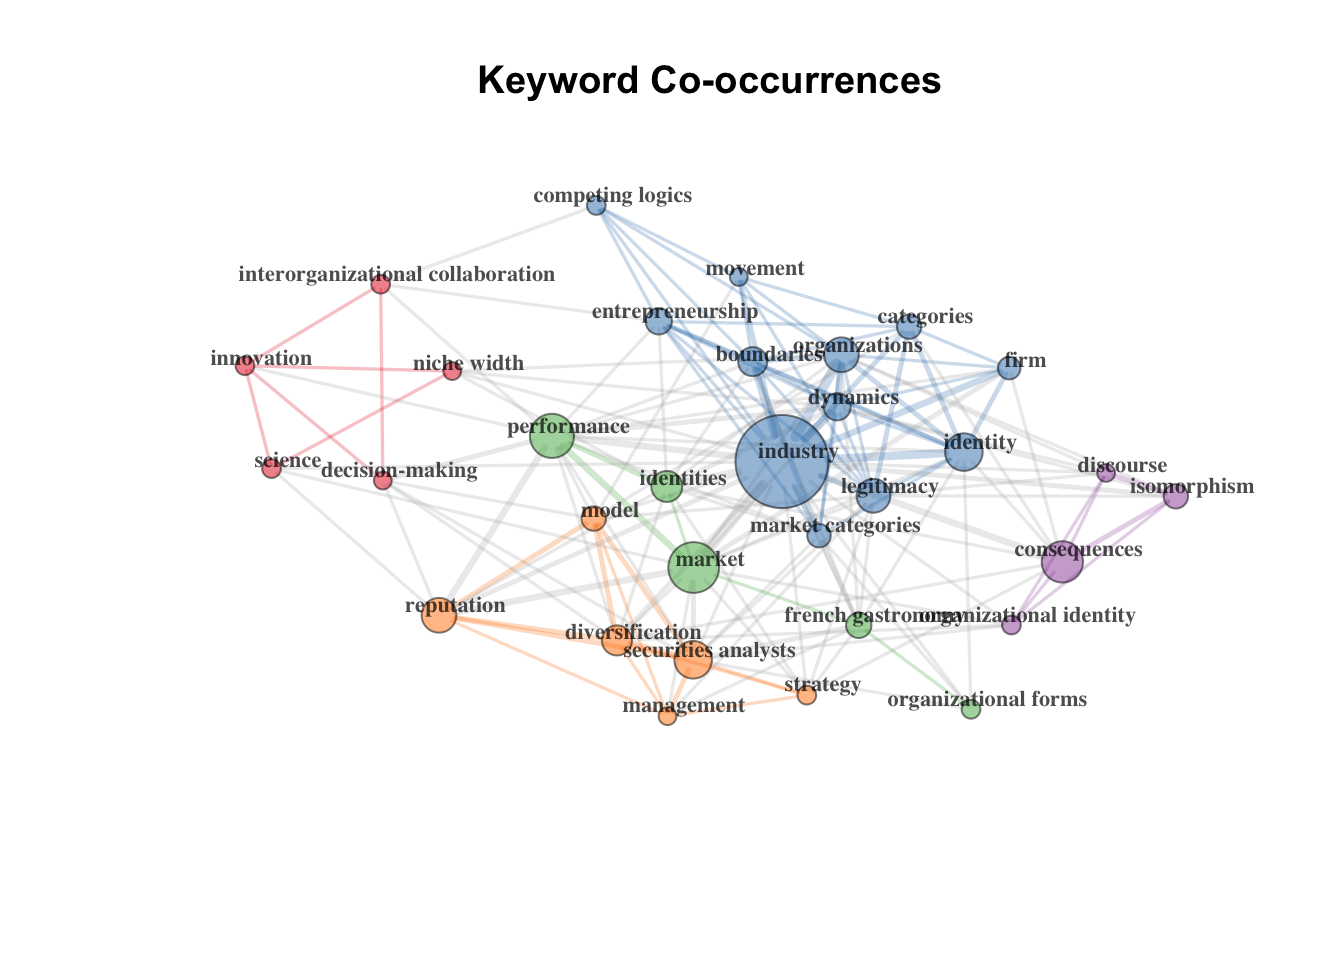 Keyword Co-occurrences
competing logics
movement
interorganizational collaboration
entrepreneurship
categories
organizations
boundaries
innovation
niche width
firm
dynamics
performance
identity
industry
science
decision-making
identities
discourse
legitimacy
isomorphism
model
market categories
consequences
market
reputation
french gastronomy
organizational identity
diversification
securities analysts
strategy
management
organizational forms